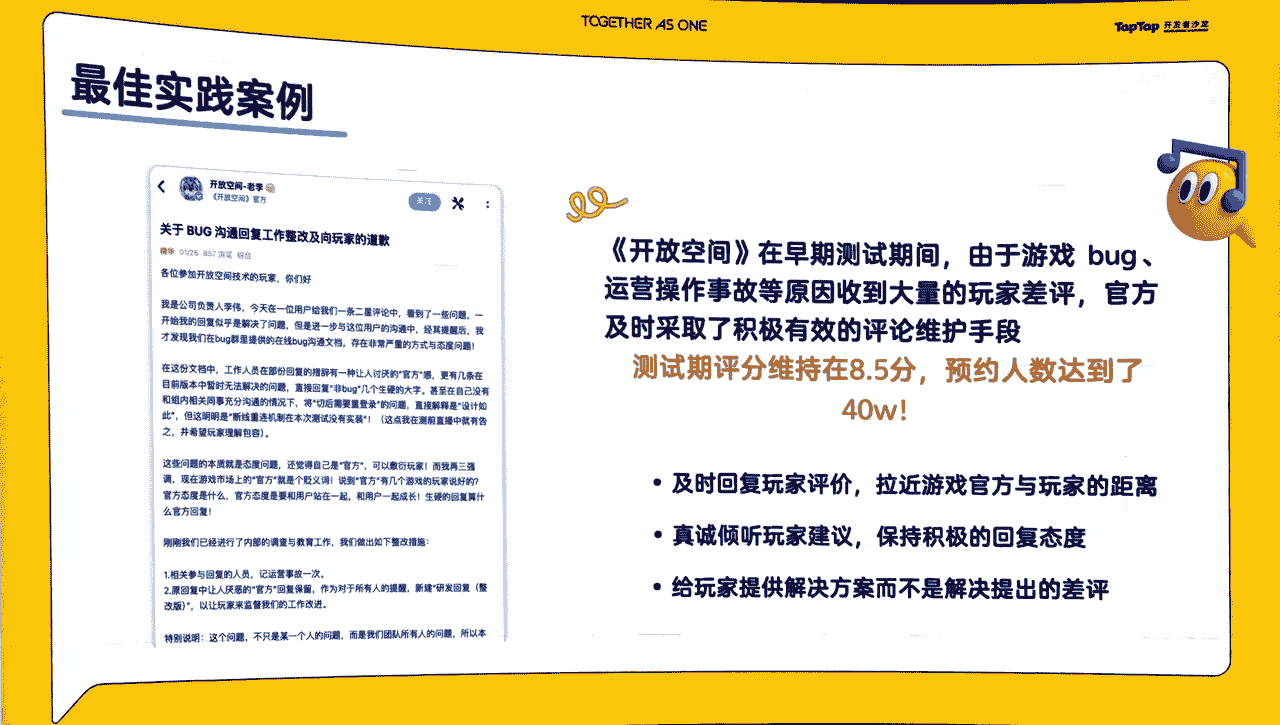 TOGETHER AS ONE
TapTap 开发者沙龙
最佳实践案例
开放空间-老李
《开放空间》官方
关注
关于 BUG 沟通回复工作整改及向玩家的道歉
精华 01/26 857 浏览 综合
各位参加开放空间技术的玩家，你们好
我是公司负责人李伟，今天在一位用户给我们一条二星评论中，看到了一些问题，一
开始我的回复似乎是解决了问题，但是进一步与这位用户的沟通中，经其提醒后，我
才发现我们在bug群里提供的在线bug沟通文档，存在非常严重的方式与态度问题！
在这份文档中，工作人员在部份回复的措辞有一种让人讨厌的“官方”感，更有几条在
目前版本中暂时无法解决的问题，直接回复“非bug”几个生硬的大字。甚至在自己没有
和组内相关同事充分沟通的情况下，将“切后需要重登录”的问题，直接解释是“设计如
此”，但这明明是“断线重连机制在本次测试没有实装”！（这点我在测前直播中就有告
之，并希望玩家理解包容）。
这些问题的本质就是态度问题，还觉得自己是“官方”，可以敷衍玩家！而我再三强
调，现在游戏市场上的“官方”就是个贬义词！说到“官方”有几个游戏的玩家说好的？
官方态度是什么，官方态度是要和用户站在一起，和用户一起成长！生硬的回复算什
么官方回复！
刚刚我们已经进行了内部的调查与教育工作，我们做出如下整改措施：
1.相关参与回复的人员，记运营事故一次。
2.原回复中让人厌恶的“官方”回复保留，作为对于所有人的提醒，新建“研发回复（整
改版）”，以让玩家来监督我们的工作改进。
特别说明：这个问题，不只是某一个人的问题，而是我们团队所有人的问题，所以本
《开放空间》在早期测试期间，由于游戏 bug、
运营操作事故等原因收到大量的玩家差评，官方
及时采取了积极有效的评论维护手段
测试期评分维持在8.5分，预约人数达到了
40w！
• 及时回复玩家评价，拉近游戏官方与玩家的距离
• 真诚倾听玩家建议，保持积极的回复态度
• 给玩家提供解决方案而不是解决提出的差评